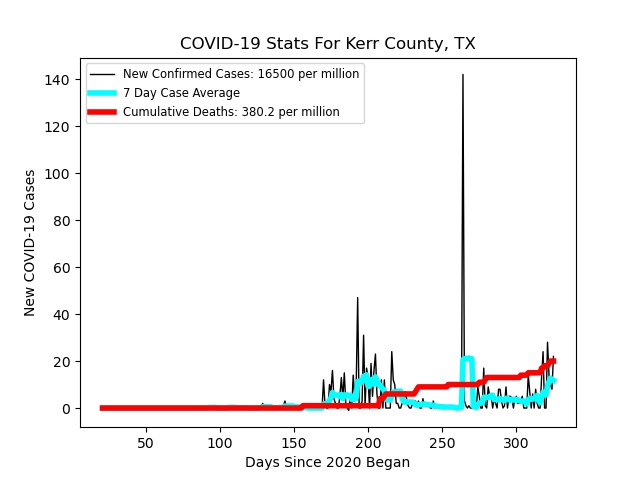 COVID-19 Stats For Kerr County, TX
New Confirmed Cases: 16500 per million
7 Day Case Average
Cumulative Deaths: 380.2 per million
New COVID-19 Cases
140
120
100
80
60
40
20
0
50 100 150 200 250 300
Days Since 2020 Began